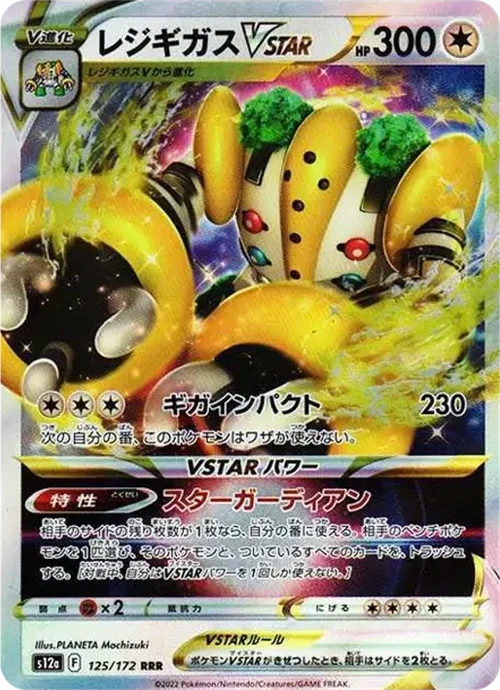 V進化
レジギガスVSTAR HP 300
レジギガスVから進化
ギガインパクト 230
次の自分の番、このポケモンはワザが使えない。
VSTARパワー
特性 とくせい スターガーディアン
相手のサイドの残り枚数が1枚なら、自分の番に使える。相手のベンチポケ
モンを1匹選び、そのポケモンと、ついているすべてのカードを、トラッシュ
する。[対戦中、自分はVSTARパワーを1回しか使えない。]
弱点 ×2 抵抗力 にげる
Illus.PLANETA Mochizuki
VSTARルール
s12a F 125/172 RRR
ポケモンVSTARがきぜつしたとき、相手はサイドを2枚とる。
©2022 Pokémon/Nintendo/Creatures/GAME FREAK.